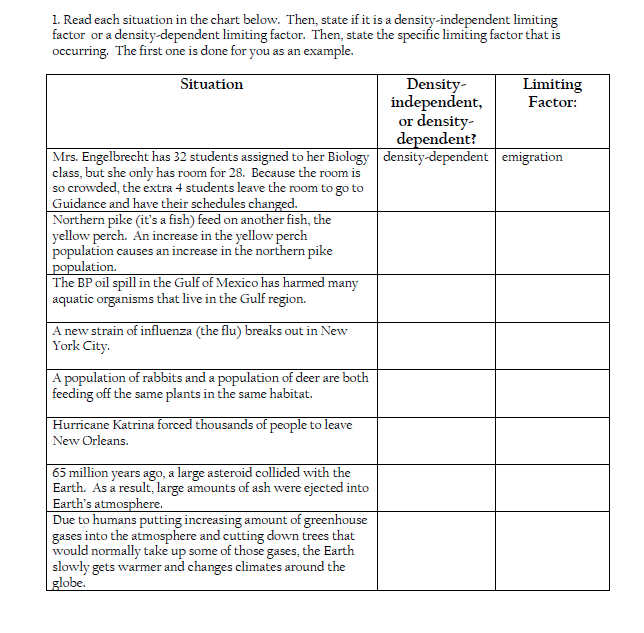 1. Read each situation in the chart below.  Then, state if it is a density-independent limiting
factor  or a density-dependent limiting factor.  Then, state the specific limiting factor that is
occurring.  The first one is done for you as an example.
Situation
Density-
independent,
or density-
dependent?
Limiting
Factor:
Mrs. Engelbrecht has 32 students assigned to her Biology
class, but she only has room for 28.  Because the room is
so crowded, the extra 4 students leave the room to go to
Guidance and have their schedules changed.
density-dependent
emigration
Northern pike (it's a fish) feed on another fish, the
yellow perch.  An increase in the yellow perch
population causes an increase in the northern pike
population.
The BP oil spill in the Gulf of Mexico has harmed many
aquatic organisms that live in the Gulf region.
A new strain of influenza (the flu) breaks out in New
York City.
A population of rabbits and a population of deer are both
feeding off the same plants in the same habitat.
Hurricane Katrina forced thousands of people to leave
New Orleans.
65 million years ago, a large asteroid collided with the
Earth.  As a result, large amounts of ash were ejected into
Earth's atmosphere.
Due to humans putting increasing amount of greenhouse
gases into the atmosphere and cutting down trees that
would normally take up some of those gases, the Earth
slowly gets warmer and changes climates around the
globe.